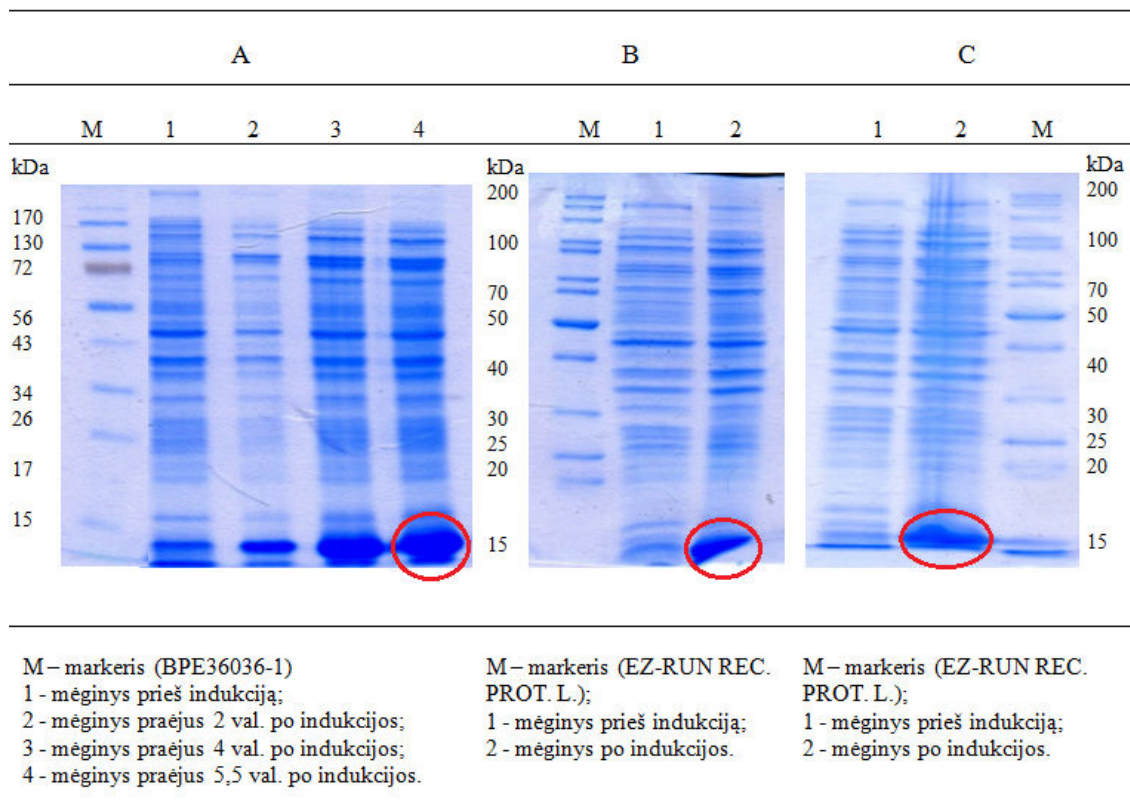 A B C
M 1 2 3 4 M 1 2 1 2 M
kDa kDa kDa
170
130
72
56
43
34
26
17
15
200
100
70
50
40
30
25
20
15
200
100
70
50
40
30
25
20
15
M – markeris (BPE36036-1)
1 - mėginys prieš indukciją;
2 - mėginys praėjus 2 val. po indukcijos;
3 - mėginys praėjus 4 val. po indukcijos;
4 - mėginys praėjus 5,5 val. po indukcijos.
M – markeris (EZ-RUN REC.
PROT. L.);
1 - mėginys prieš indukciją;
2 - mėginys po indukcijos.
M – markeris (EZ-RUN REC.
PROT. L.);
1 - mėginys prieš indukciją;
2 - mėginys po indukcijos.